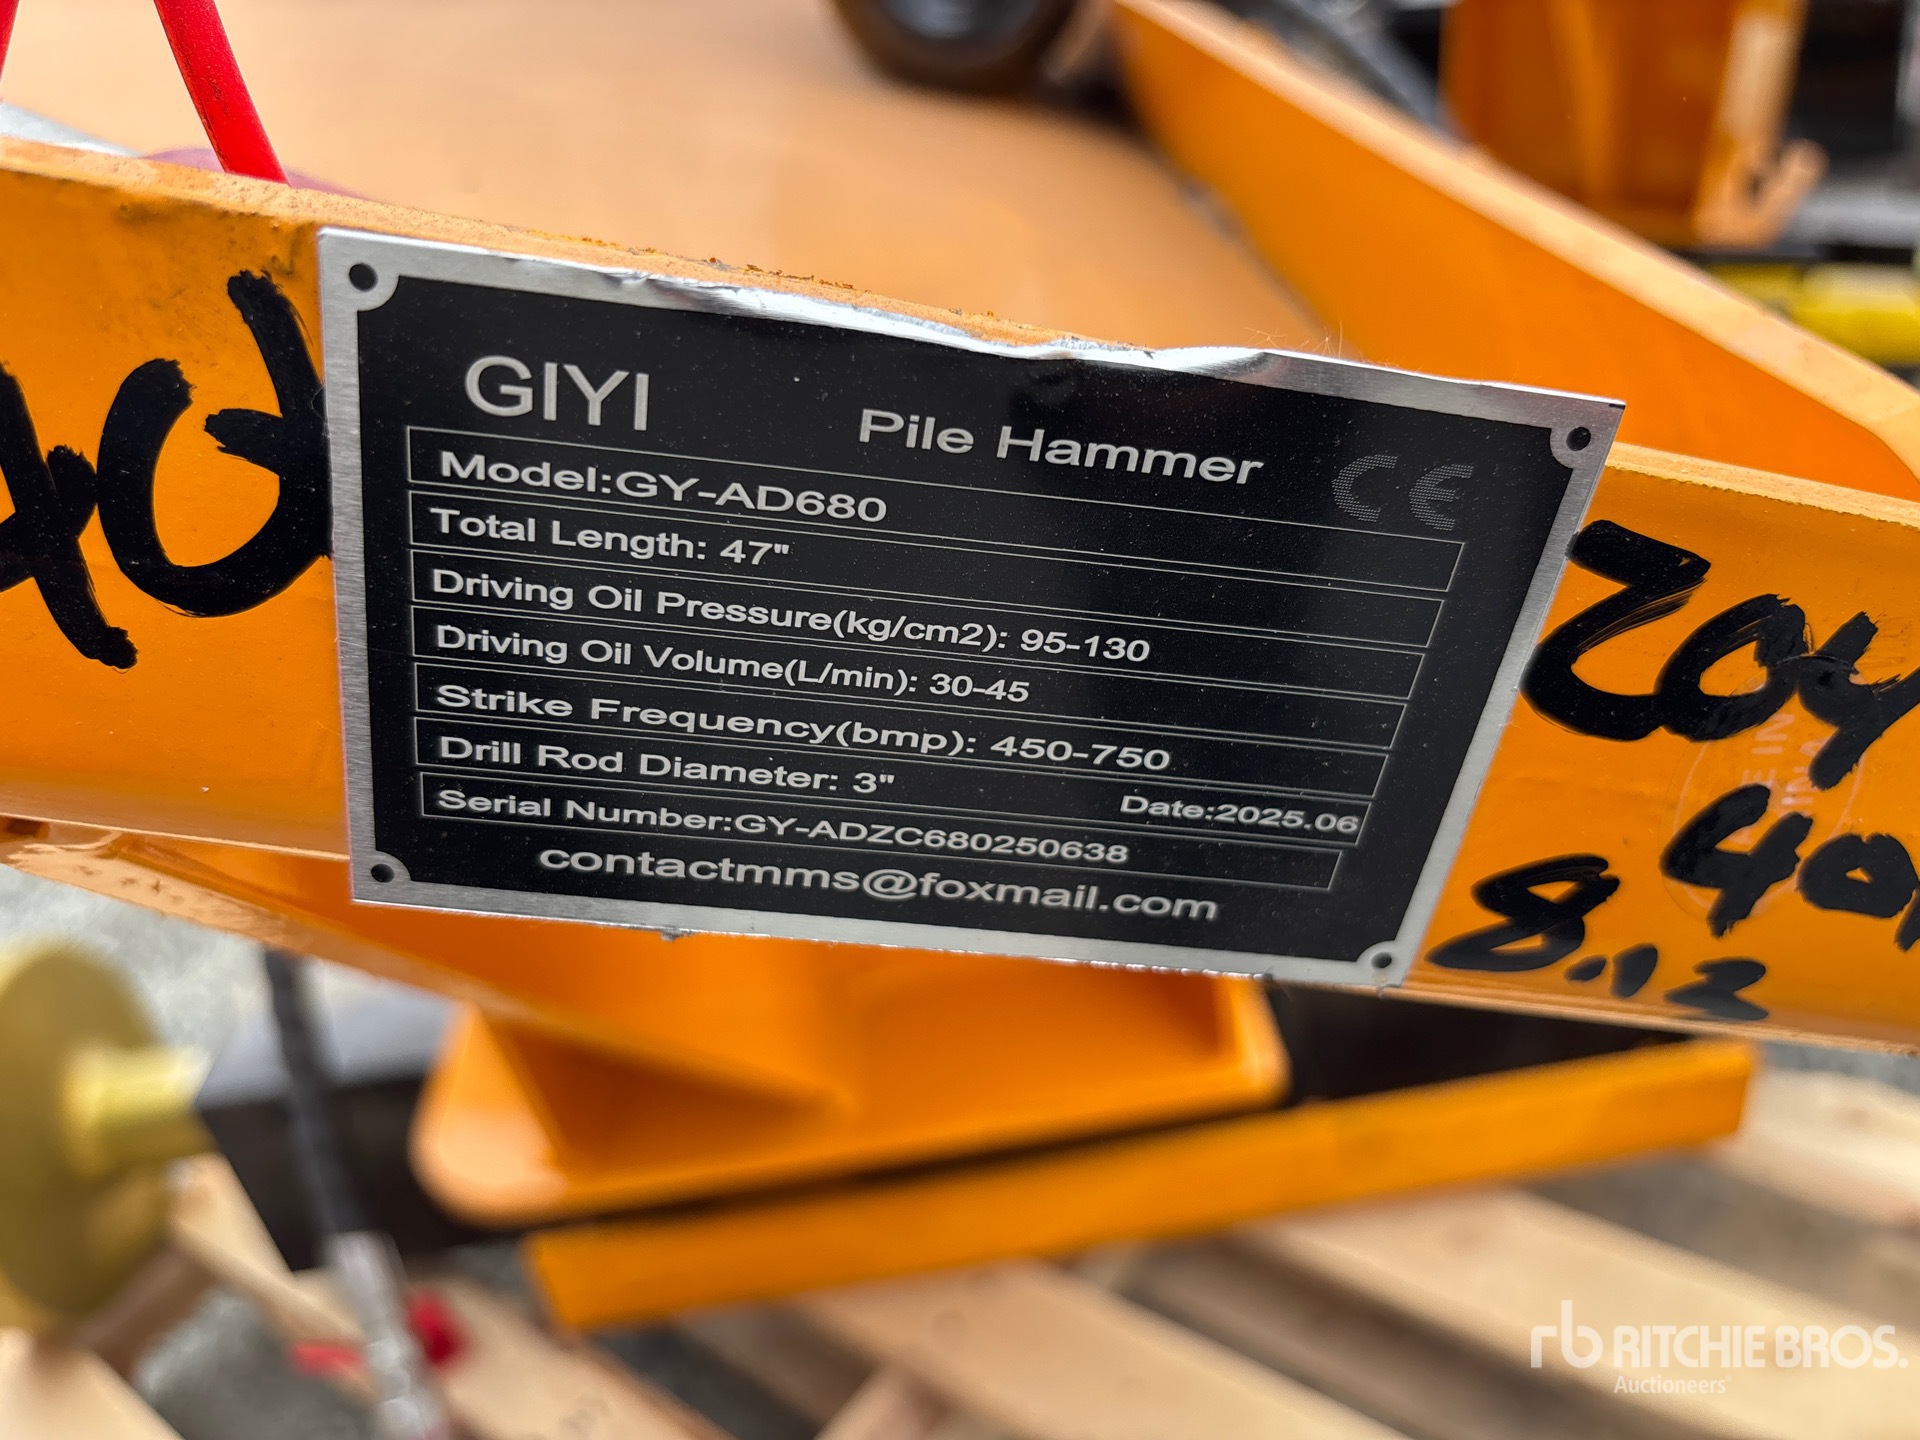 GIYI
Pile Hammer
CE
Model:GY-AD680
Total Length: 47"
Driving Oil Pressure(kg/cm2): 95-130
Driving Oil Volume(L/min): 30-45
Strike Frequency(bmp): 450-750
Drill Rod Diameter: 3"
Date:2025.06
Serial Number:GY-ADZC680250638
contactmms@foxmail.com
8.12
rb RITCHIE BROS.
Auctioneers